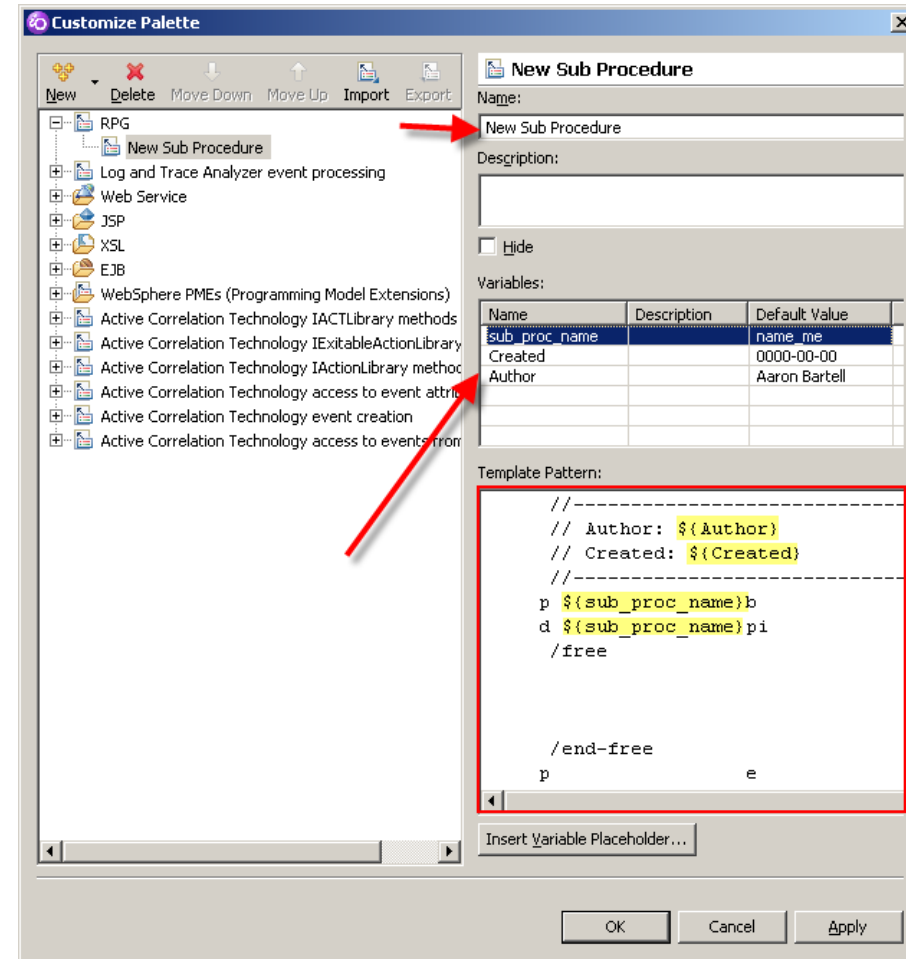 Customize Palette
New Delete Move Down Move Up Import Export
RPG
New Sub Procedure
Log and Trace Analyzer event processing
Web Service
JSP
XSL
EJB
WebSphere PMEs (Programming Model Extensions)
Active Correlation Technology IACTLibrary methods
Active Correlation Technology IExitableActionLibrary
Active Correlation Technology IActionLibrary method
Active Correlation Technology access to event attrib
Active Correlation Technology event creation
Active Correlation Technology access to events from
New Sub Procedure
Name:
New Sub Procedure
Description:
Hide
Variables:
Name Description Default Value
sub_proc_name name_me
Created 0000-00-00
Author Aaron Bartell
Template Pattern:
//-----------------------------
// Author: ${Author}
// Created: ${Created}
//-----------------------------
p ${sub_proc_name}b
d ${sub_proc_name}pi
/free
/end-free
p e
Insert Variable Placeholder...
OK Cancel Apply